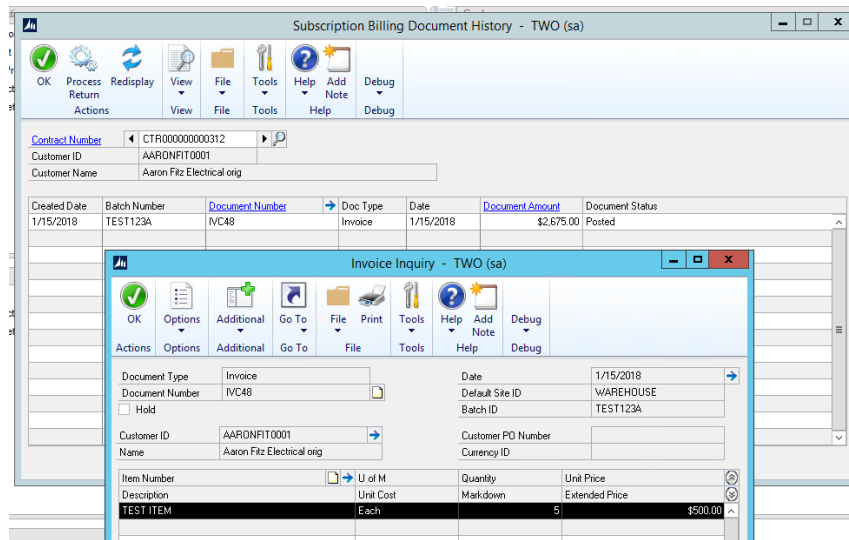 Subscription Billing Document History - TWO (sa)
OK Process Return Redisplay View File Tools Help Add Note Debug
Actions View File Tools Help Debug
Contract Number CTR000000000312
Customer ID AARONFIT0001
Customer Name Aaron Fitz Electrical orig
Created Date Batch Number Document Number Doc Type Date Document Amount Document Status
1/15/2018 TEST123A IVC48 Invoice 1/15/2018 $2,675.00 Posted
Invoice Inquiry - TWO (sa)
OK Options Additional Go To File Print Tools Help Add Note Debug
Actions Options Additional Go To File Tools Help Debug
Document Type Invoice Date 1/15/2018
Document Number IVC48 Default Site ID WAREHOUSE
Hold Batch ID TEST123A
Customer ID AARONFIT0001 Customer PO Number
Name Aaron Fitz Electrical orig Currency ID
Item Number U of M Quantity Unit Price
Description Unit Cost Markdown Extended Price
TEST ITEM Each 5 $500.00